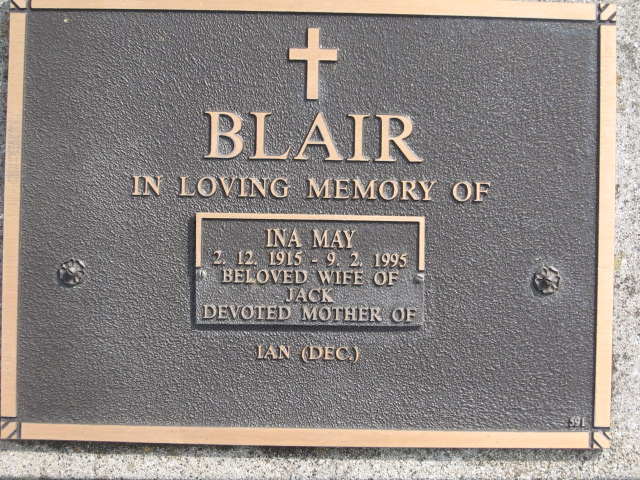 BLAIR
IN LOVING MEMORY OF
INA MAY
2. 12. 1915 - 9. 2. 1995
BELOVED WIFE OF
JACK
DEVOTED MOTHER OF
IAN (DEC.)
591